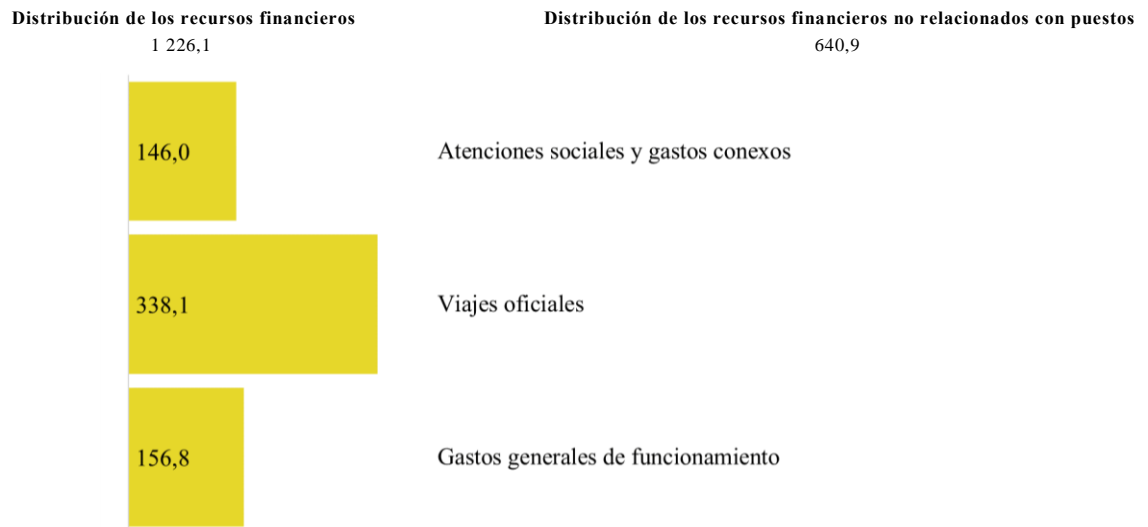 Distribución de los recursos financieros
1 226,1
Distribución de los recursos financieros no relacionados con puestos
640,9
146,0 Atenciones sociales y gastos conexos
338,1 Viajes oficiales
156,8 Gastos generales de funcionamiento